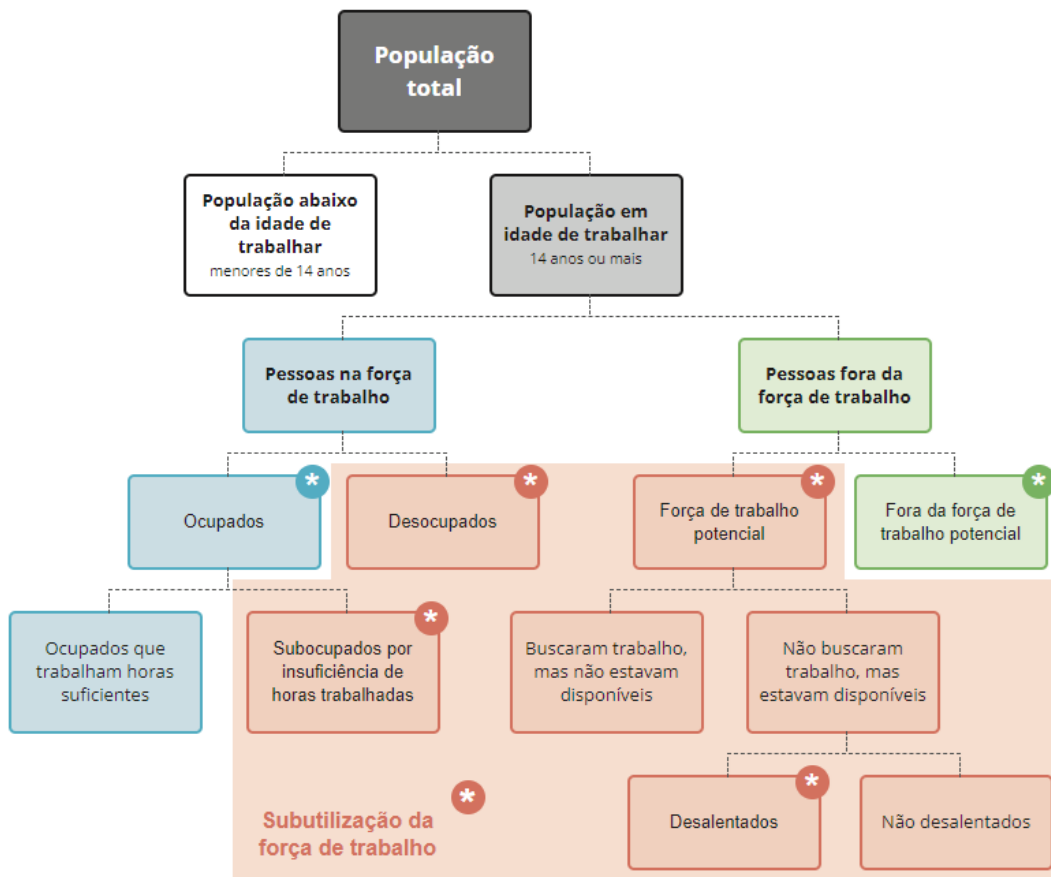 População
total
População abaixo
da idade de
trabalhar
menores de 14 anos
População em
idade de trabalhar
14 anos ou mais
Pessoas na força
de trabalho
Pessoas fora da
força de trabalho
*
Ocupados
*
Desocupados
*
Força de trabalho
potencial
*
Fora da força de
trabalho potencial
Ocupados que
trabalham horas
suficientes
*
Subocupados por
insuficiência de
horas trabalhadas
Buscaram trabalho,
mas não estavam
disponíveis
Não buscaram
trabalho, mas
estavam disponíveis
*
Desalentados
Não desalentados
Subutilização da
força de trabalho
*